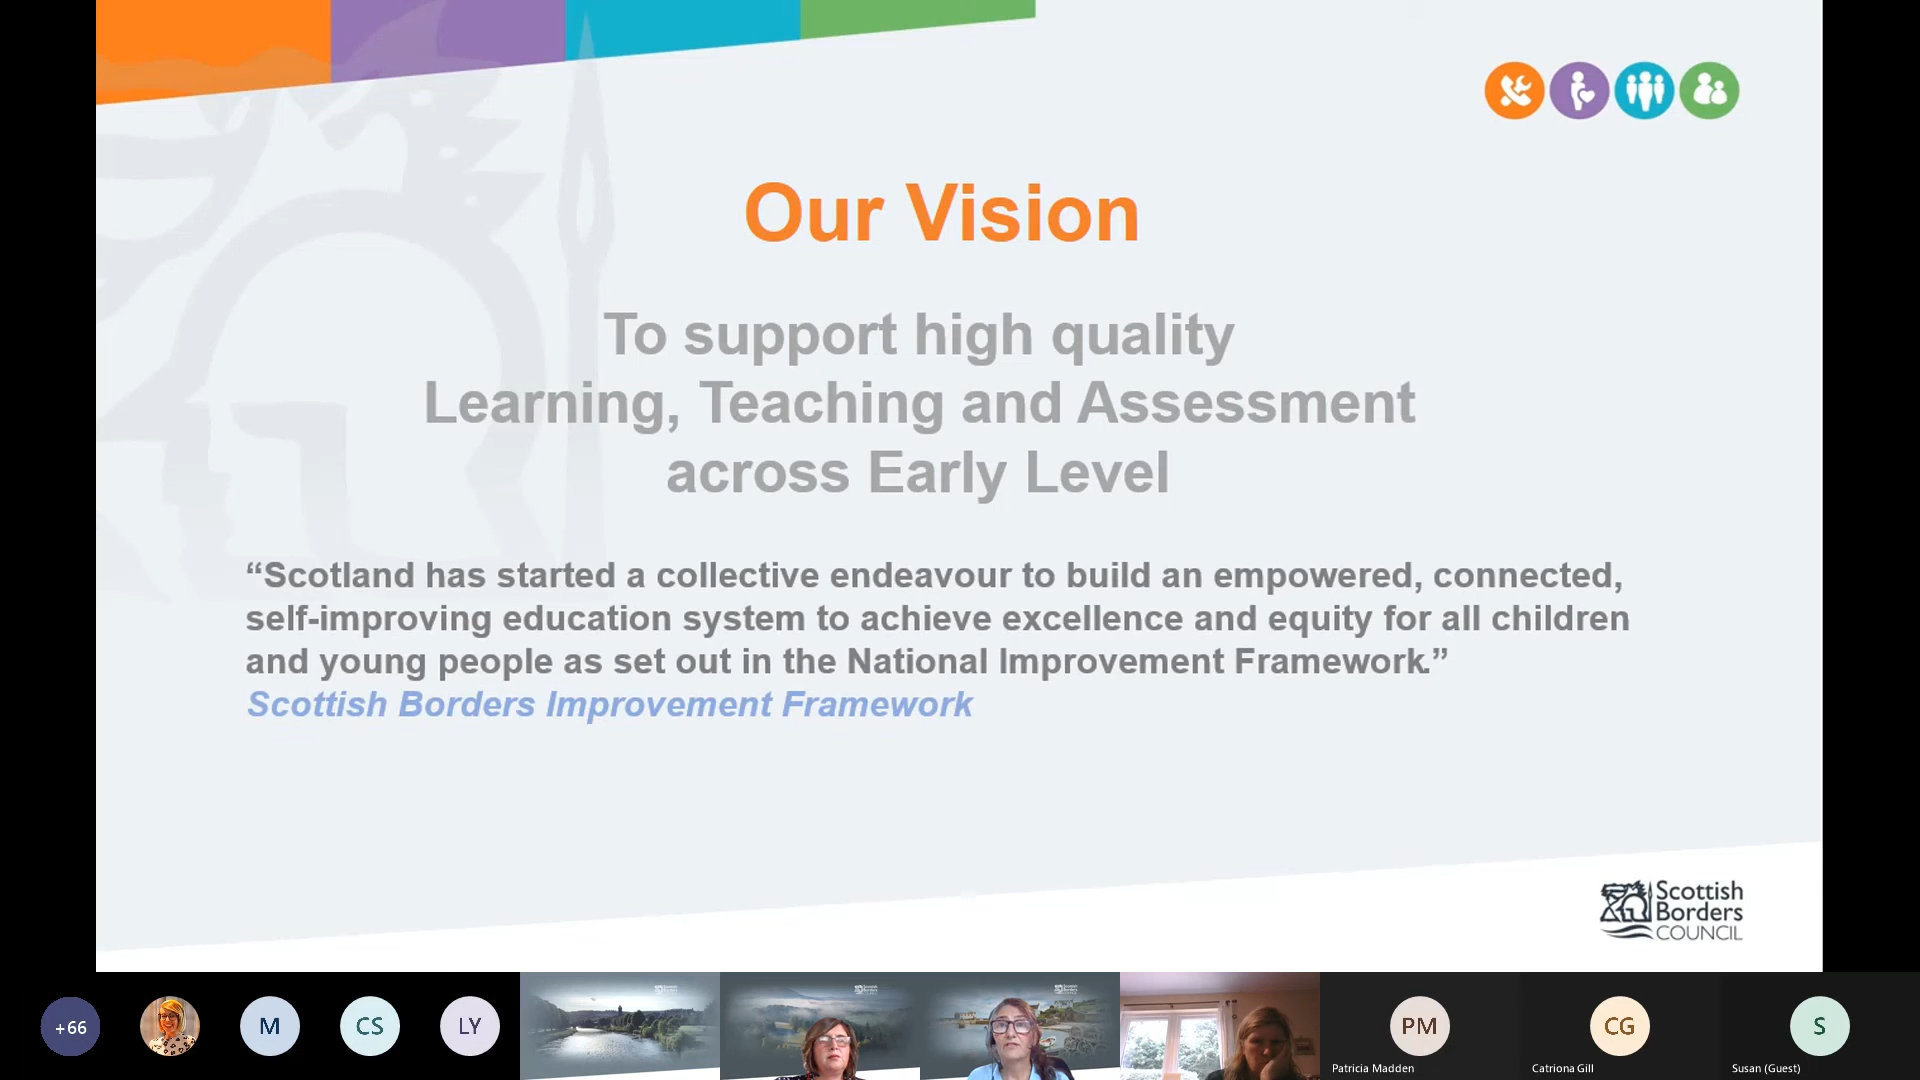 Our Vision
To support high quality
Learning, Teaching and Assessment
across Early Level
“Scotland has started a collective endeavour to build an empowered, connected,
self-improving education system to achieve excellence and equity for all children
and young people as set out in the National Improvement Framework.”
Scottish Borders Improvement Framework
Scottish
Borders
COUNCIL
+66
M
CS
LY
PM
CG
S
Patricia Madden
Catriona Gill
Susan (Guest)